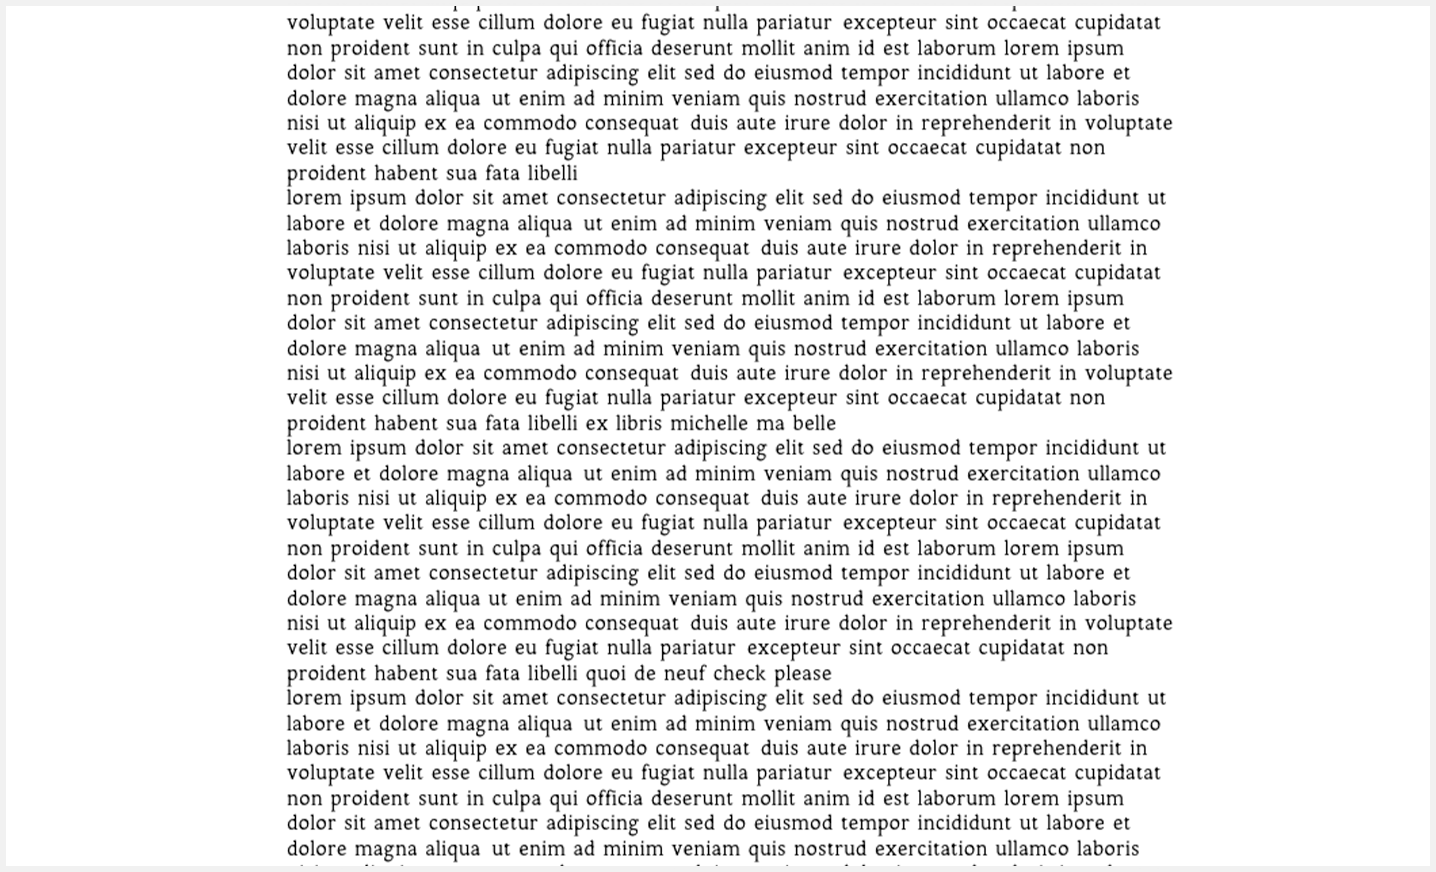 voluptate velit esse cillum dolore eu fugiat nulla pariatur excepteur sint occaecat cupidatat
non proident sunt in culpa qui officia deserunt mollit anim id est laborum lorem ipsum
dolor sit amet consectetur adipiscing elit sed do eiusmod tempor incididunt ut labore et
dolore magna aliqua ut enim ad minim veniam quis nostrud exercitation ullamco laboris
nisi ut aliquip ex ea commodo consequat duis aute irure dolor in reprehenderit in voluptate
velit esse cillum dolore eu fugiat nulla pariatur excepteur sint occaecat cupidatat non
proident habent sua fata libelli
lorem ipsum dolor sit amet consectetur adipiscing elit sed do eiusmod tempor incididunt ut
labore et dolore magna aliqua ut enim ad minim veniam quis nostrud exercitation ullamco
laboris nisi ut aliquip ex ea commodo consequat duis aute irure dolor in reprehenderit in
voluptate velit esse cillum dolore eu fugiat nulla pariatur excepteur sint occaecat cupidatat
non proident sunt in culpa qui officia deserunt mollit anim id est laborum lorem ipsum
dolor sit amet consectetur adipiscing elit sed do eiusmod tempor incididunt ut labore et
dolore magna aliqua ut enim ad minim veniam quis nostrud exercitation ullamco laboris
nisi ut aliquip ex ea commodo consequat duis aute irure dolor in reprehenderit in voluptate
velit esse cillum dolore eu fugiat nulla pariatur excepteur sint occaecat cupidatat non
proident habent sua fata libelli ex libris michelle ma belle
lorem ipsum dolor sit amet consectetur adipiscing elit sed do eiusmod tempor incididunt ut
labore et dolore magna aliqua ut enim ad minim veniam quis nostrud exercitation ullamco
laboris nisi ut aliquip ex ea commodo consequat duis aute irure dolor in reprehenderit in
voluptate velit esse cillum dolore eu fugiat nulla pariatur excepteur sint occaecat cupidatat
non proident sunt in culpa qui officia deserunt mollit anim id est laborum lorem ipsum
dolor sit amet consectetur adipiscing elit sed do eiusmod tempor incididunt ut labore et
dolore magna aliqua ut enim ad minim veniam quis nostrud exercitation ullamco laboris
nisi ut aliquip ex ea commodo consequat duis aute irure dolor in reprehenderit in voluptate
velit esse cillum dolore eu fugiat nulla pariatur excepteur sint occaecat cupidatat non
proident habent sua fata libelli quoi de neuf check please
lorem ipsum dolor sit amet consectetur adipiscing elit sed do eiusmod tempor incididunt ut
labore et dolore magna aliqua ut enim ad minim veniam quis nostrud exercitation ullamco
laboris nisi ut aliquip ex ea commodo consequat duis aute irure dolor in reprehenderit in
voluptate velit esse cillum dolore eu fugiat nulla pariatur excepteur sint occaecat cupidatat
non proident sunt in culpa qui officia deserunt mollit anim id est laborum lorem ipsum
dolor sit amet consectetur adipiscing elit sed do eiusmod tempor incididunt ut labore et
dolore magna aliqua ut enim ad minim veniam quis nostrud exercitation ullamco laboris